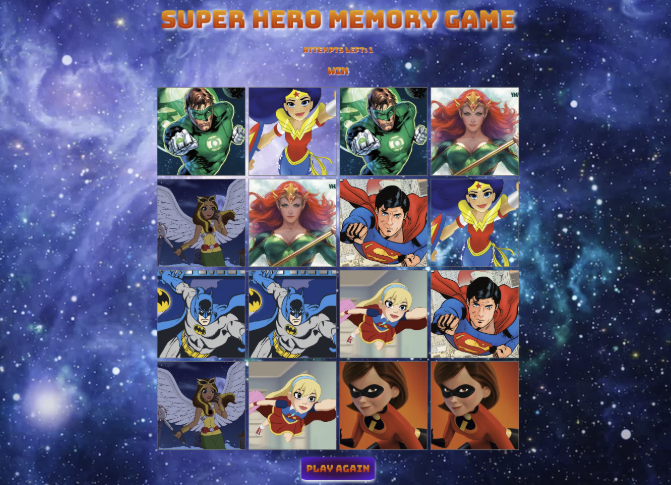 SUPER HERO MEMORY GAME
ATTEMPTS LEFT: 1
WIN
PLAY AGAIN